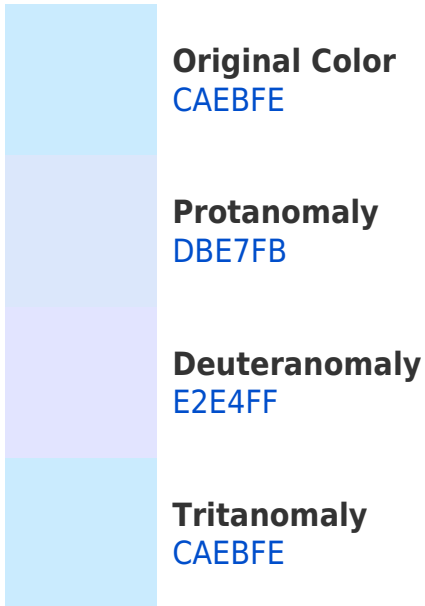 Original Color
CAEBFE
Protanomaly
DBE7FB
Deuteranomaly
E2E4FF
Tritanomaly
CAEBFE